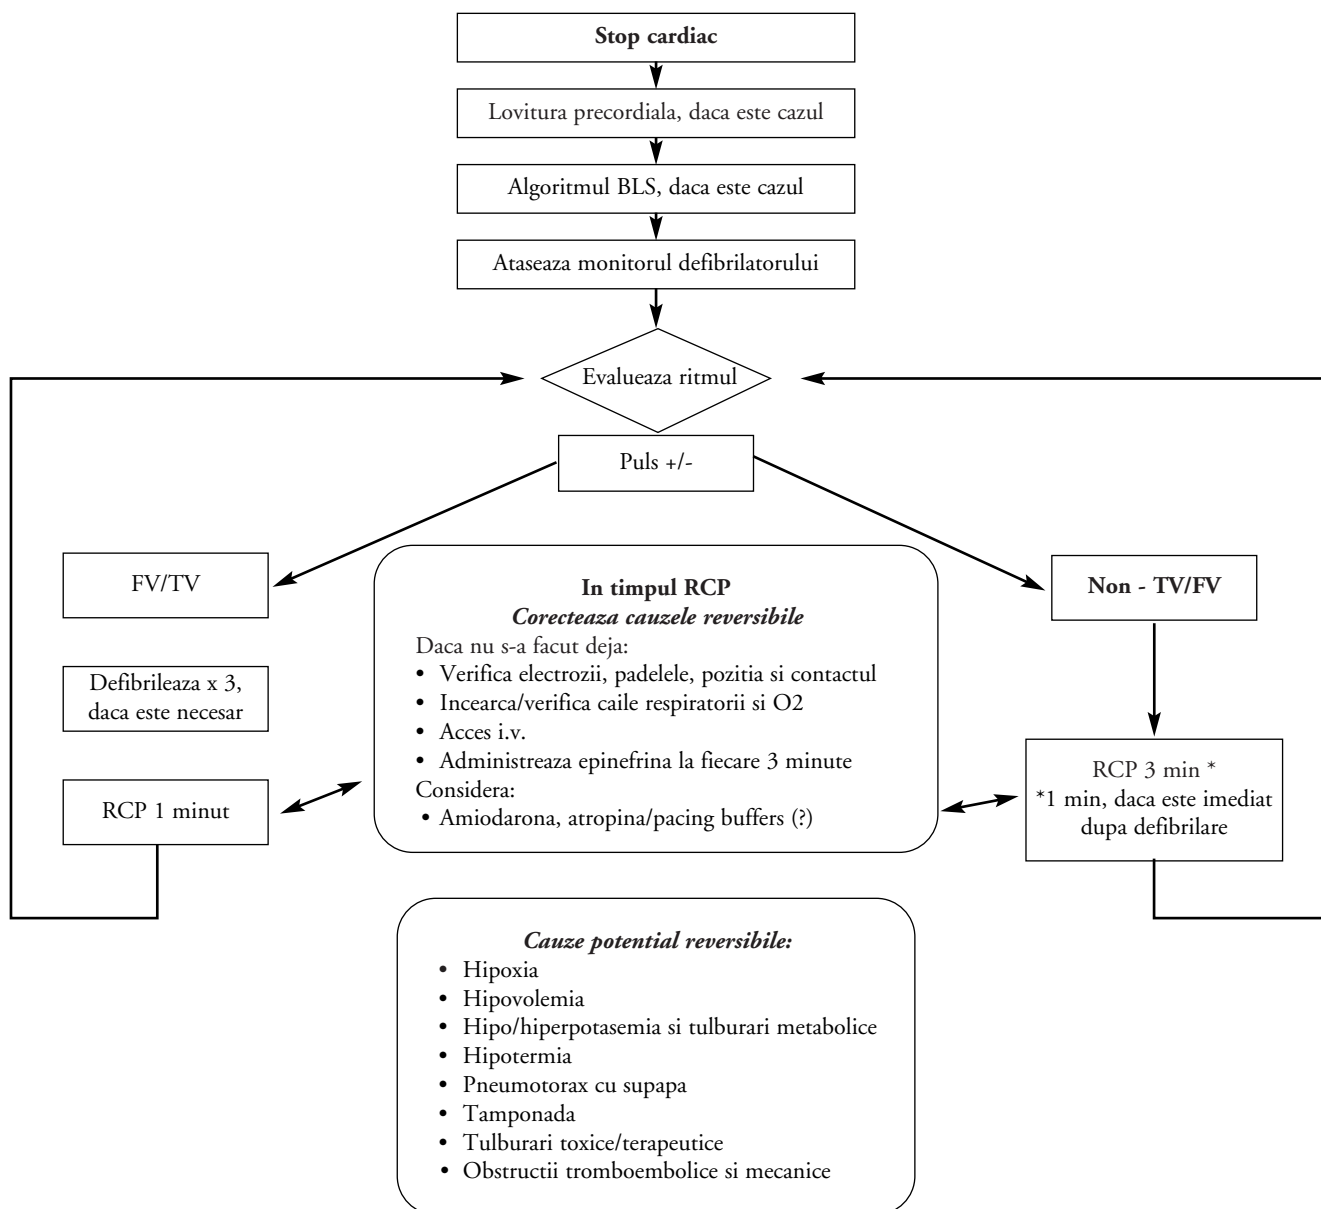 Stop cardiac
Lovitura precordiala, daca este cazul
Algoritmul BLS, daca este cazul
Ataseaza monitorul defibrilatorului
Evalueaza ritmul
Puls +/-
FV/TV
Defibrileaza x 3,
daca este necesar
RCP 1 minut
In timpul RCP
Corecteaza cauzele reversibile
Daca nu s-a facut deja:
• Verifica electrozii, padelele, pozitia si contactul
• Incearca/verifica caile respiratorii si O2
• Acces i.v.
• Administreaza epinefrina la fiecare 3 minute
Considera:
• Amiodarona, atropina/pacing buffers (?)
Non - TV/FV
RCP 3 min *
*1 min, daca este imediat
dupa defibrilare
Cauze potential reversibile:
• Hipoxia
• Hipovolemia
• Hipo/hiperpotasemia si tulburari metabolice
• Hipotermia
• Pneumotorax cu supapa
• Tamponada
• Tulburari toxice/terapeutice
• Obstructii tromboembolice si mecanice